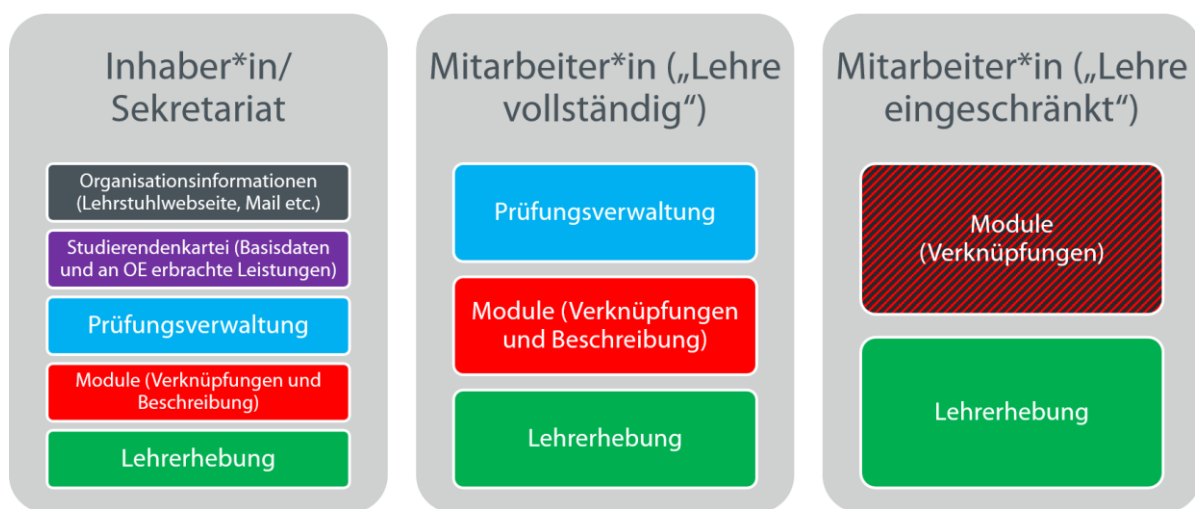 Inhaber*in/
Sekretariat
Organisationsinformationen
(Lehrstuhlwebseite, Mail etc.)
Studierendenkartei (Basisdaten
und an OE erbrachte Leistungen)
Prüfungsverwaltung
Module (Verknüpfungen und
Beschreibung)
Lehrerhebung
Mitarbeiter*in („Lehre
vollständig“)
Prüfungsverwaltung
Module (Verknüpfungen
und Beschreibung)
Lehrerhebung
Mitarbeiter*in („Lehre
eingeschränkt“)
Module
(Verknüpfungen)
Lehrerhebung